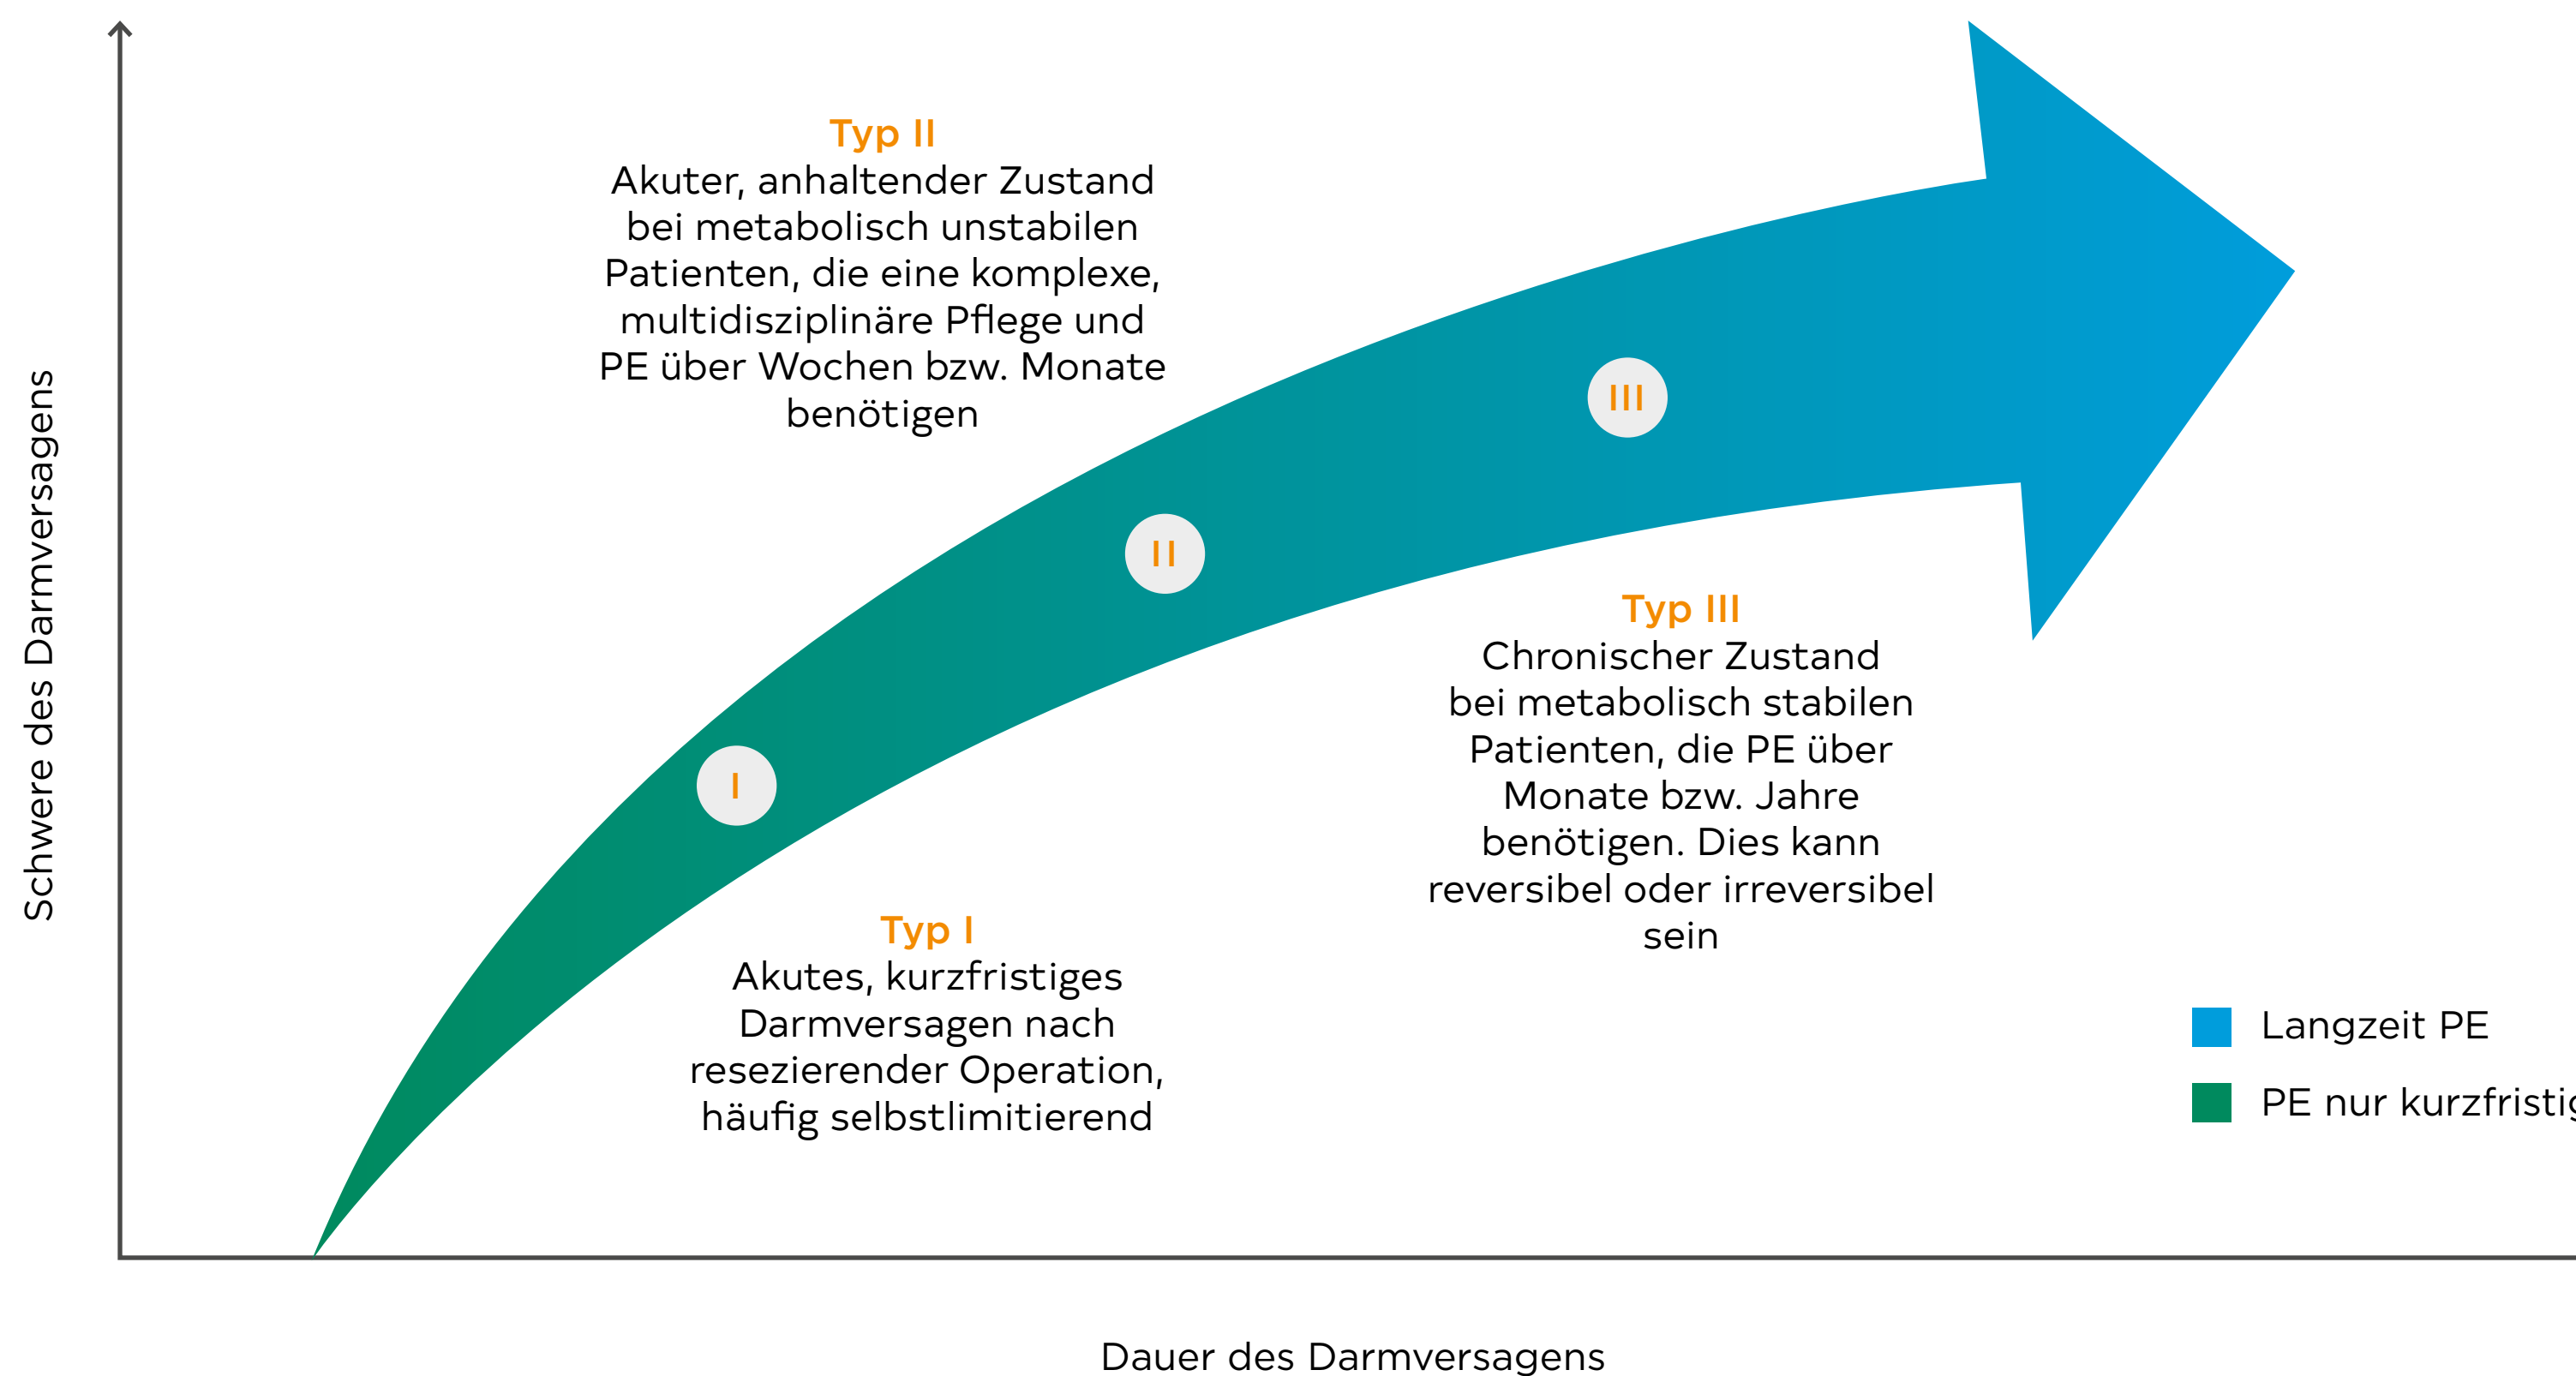 Schwere des Darmversagens
Typ II
Akuter, anhaltender Zustand
bei metabolisch unstabilen
Patienten, die eine komplexe,
multidisziplinäre Pflege und
PE über Wochen bzw. Monate
benötigen
III
II
I
Typ III
Chronischer Zustand
bei metabolisch stabilen
Patienten, die PE über
Monate bzw. Jahre
benötigen. Dies kann
reversibel oder irreversibel
sein
Typ I
Akutes, kurzfristiges
Darmversagen nach
resezierender Operation,
häufig selbstlimitierend
Langzeit PE
PE nur kurzfristig
Dauer des Darmversagens